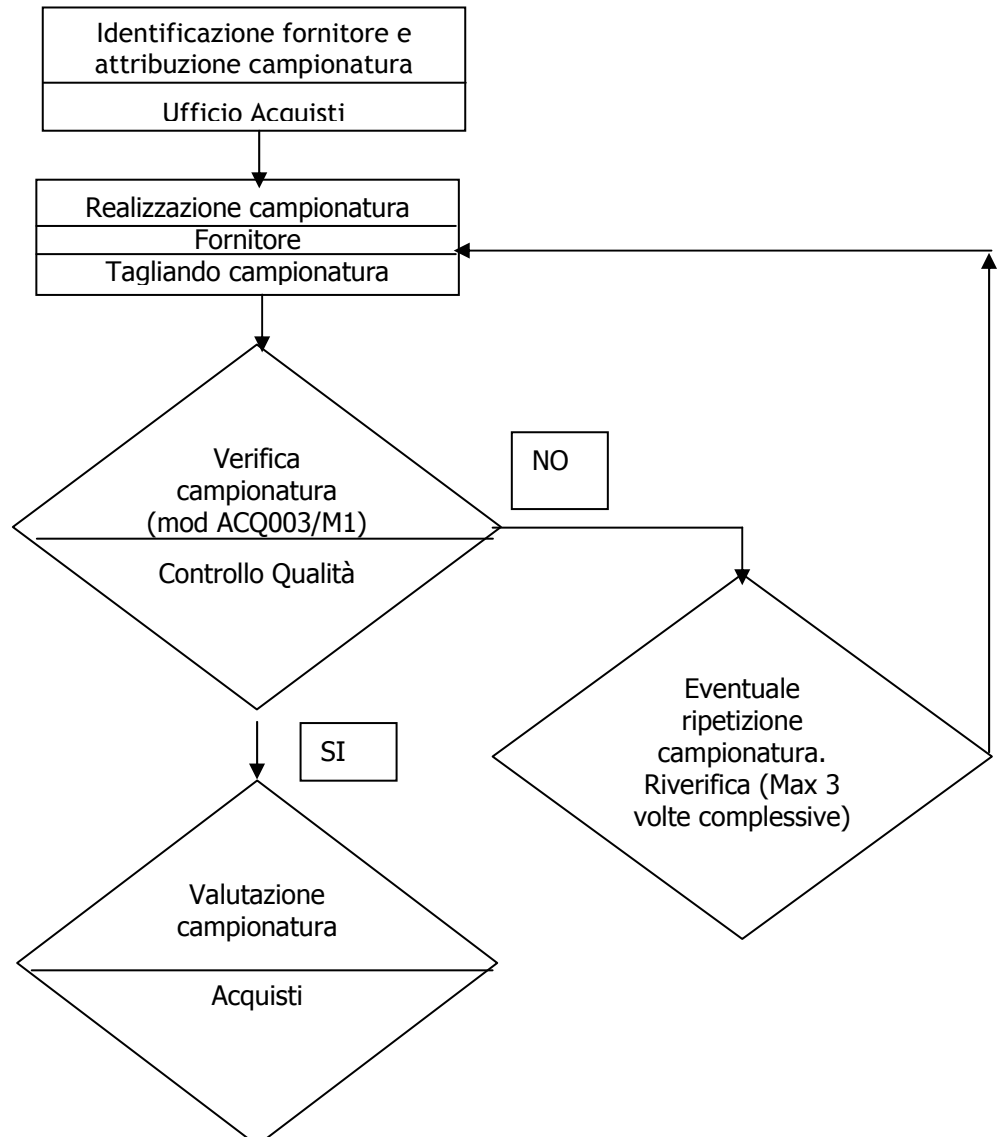 Identificazione fornitore e
attribuzione campionatura
Ufficio Acquisti
Realizzazione campionatura
Fornitore
Tagliando campionatura
Verifica
campionatura
(mod ACQ003/M1)
Controllo Qualità
NO
Eventuale
ripetizione
campionatura.
Riverifica (Max 3
volte complessive)
SI
Valutazione
campionatura
Acquisti